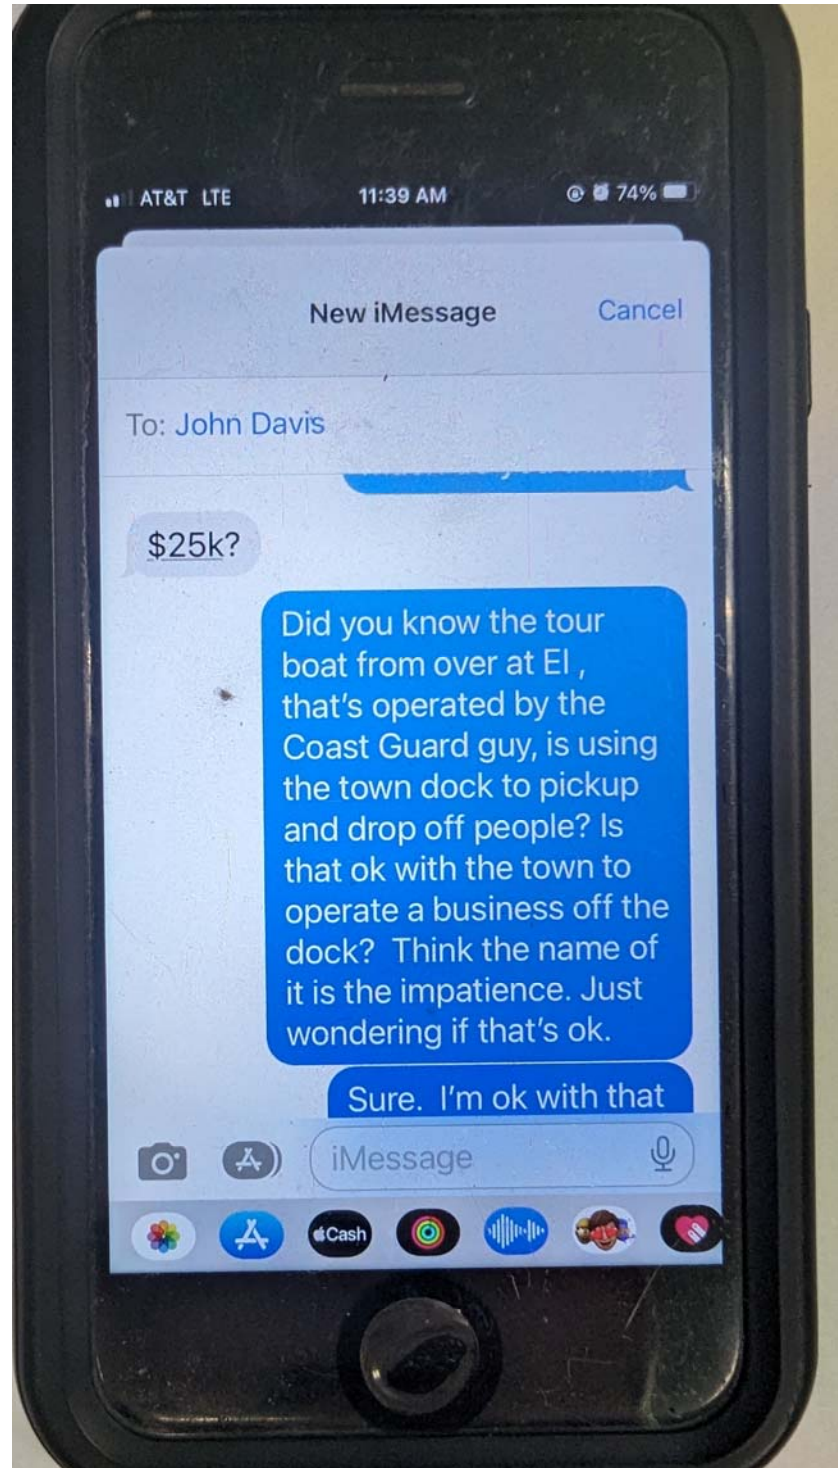 AT&T LTE 11:39 AM 74%
New iMessage Cancel
To: John Davis
$25k?
Did you know the tour
boat from over at EI ,
that's operated by the
Coast Guard guy, is using
the town dock to pickup
and drop off people? Is
that ok with the town to
operate a business off the
dock?  Think the name of
it is the impatience. Just
wondering if that's ok.
Sure.  I'm ok with that
iMessage
Cash